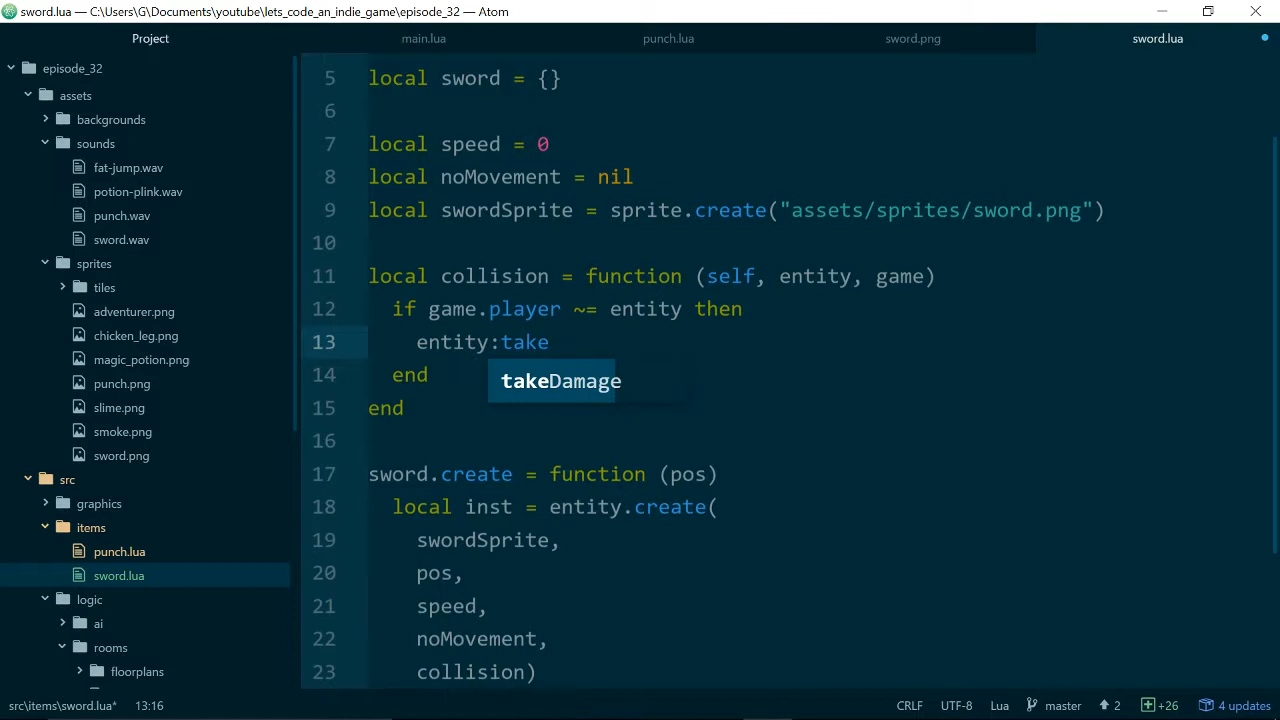 sword.lua — C:\Users\G\Documents\youtube\lets_code_an_indie_game\episode_32 — Atom
Project
main.lua
punch.lua
sword.png
sword.lua
episode_32
assets
backgrounds
sounds
fat-jump.wav
potion-plink.wav
punch.wav
sword.wav
sprites
tiles
adventurer.png
chicken_leg.png
magic_potion.png
punch.png
slime.png
smoke.png
sword.png
src
graphics
items
punch.lua
sword.lua
logic
ai
rooms
floorplans
5 local sword = {}
6
7 local speed = 0
8 local noMovement = nil
9 local swordSprite = sprite.create("assets/sprites/sword.png")
10
11 local collision = function (self, entity, game)
12 if game.player ~= entity then
13 entity:take
takeDamage
14 end
15 end
16
17 sword.create = function (pos)
18 local inst = entity.create(
19 swordSprite,
20 pos,
21 speed,
22 noMovement,
23 collision)
src\items\sword.lua* 13:16 CRLF UTF-8 Lua master 2 +26 4 updates